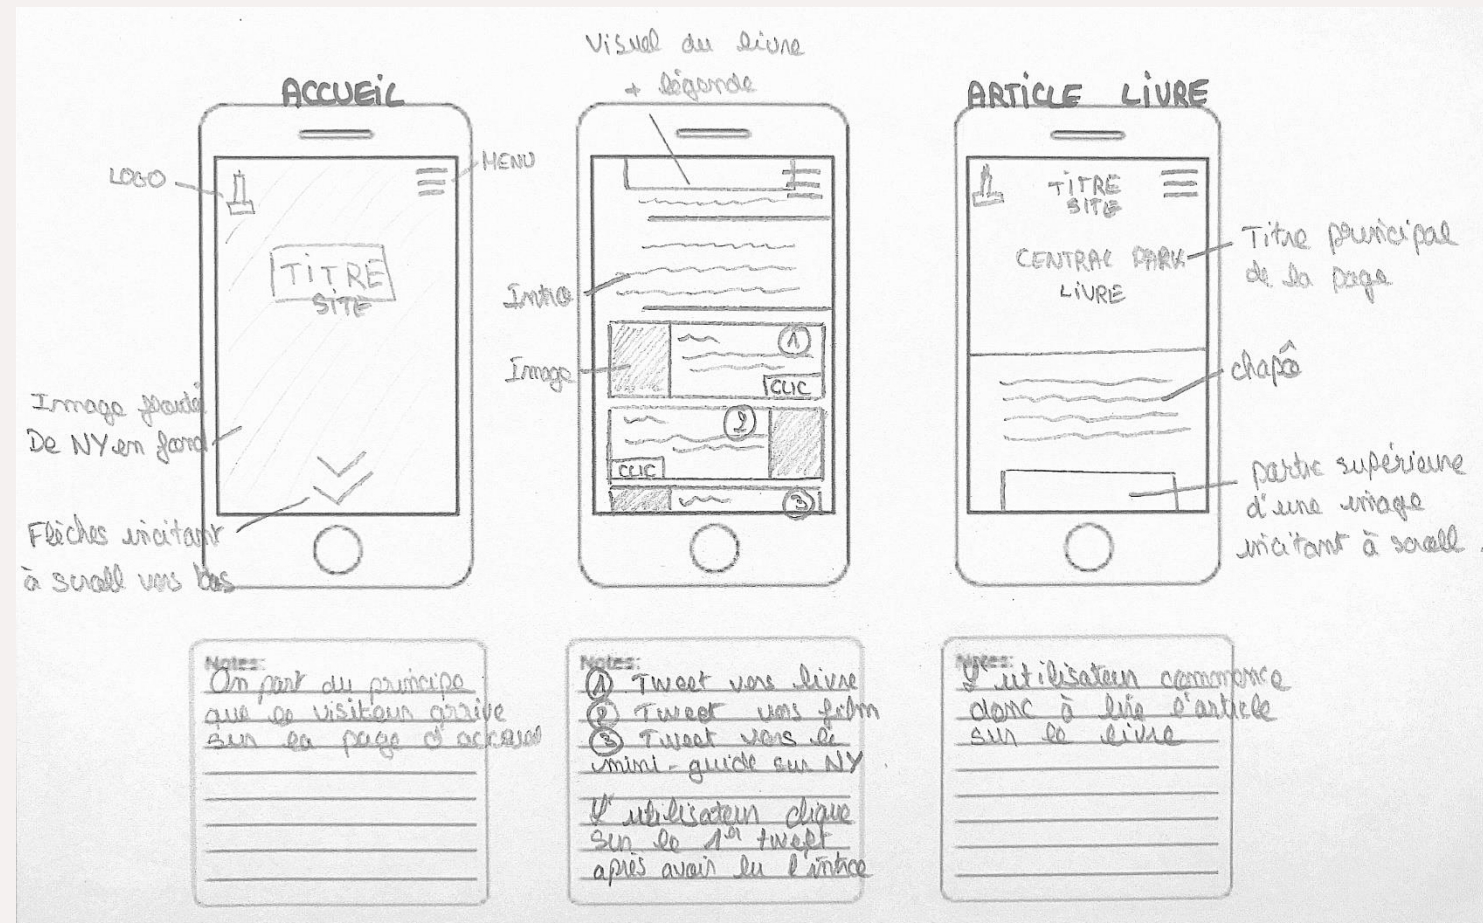 ACCUEIL
LOGO
MENU
TITRE
SITE
Image floutée
De NY en fond
Flèches incitant
à scroll vers bas
Notes:
On part du principe
que le visiteur arrive
sur la page d'accueil
Visuel du livre
+ légende
Intro
Image
1
CLIC
2
CLIC
3
Notes:
1 Tweet vers livre
2 Tweet vers film
3 Tweet vers le
mini-guide sur NY.
L'utilisateur clique
sur le 1er tweet
après avoir lu l'intro
ARTICLE LIVRE
TITRE
SITE
CENTRAL PARK
LIVRE
Titre principal
de la page
chapô
partie supérieure
d'une image
incitant à scroll.
Notes:
L'utilisateur commence
donc à lire l'article
sur le livre